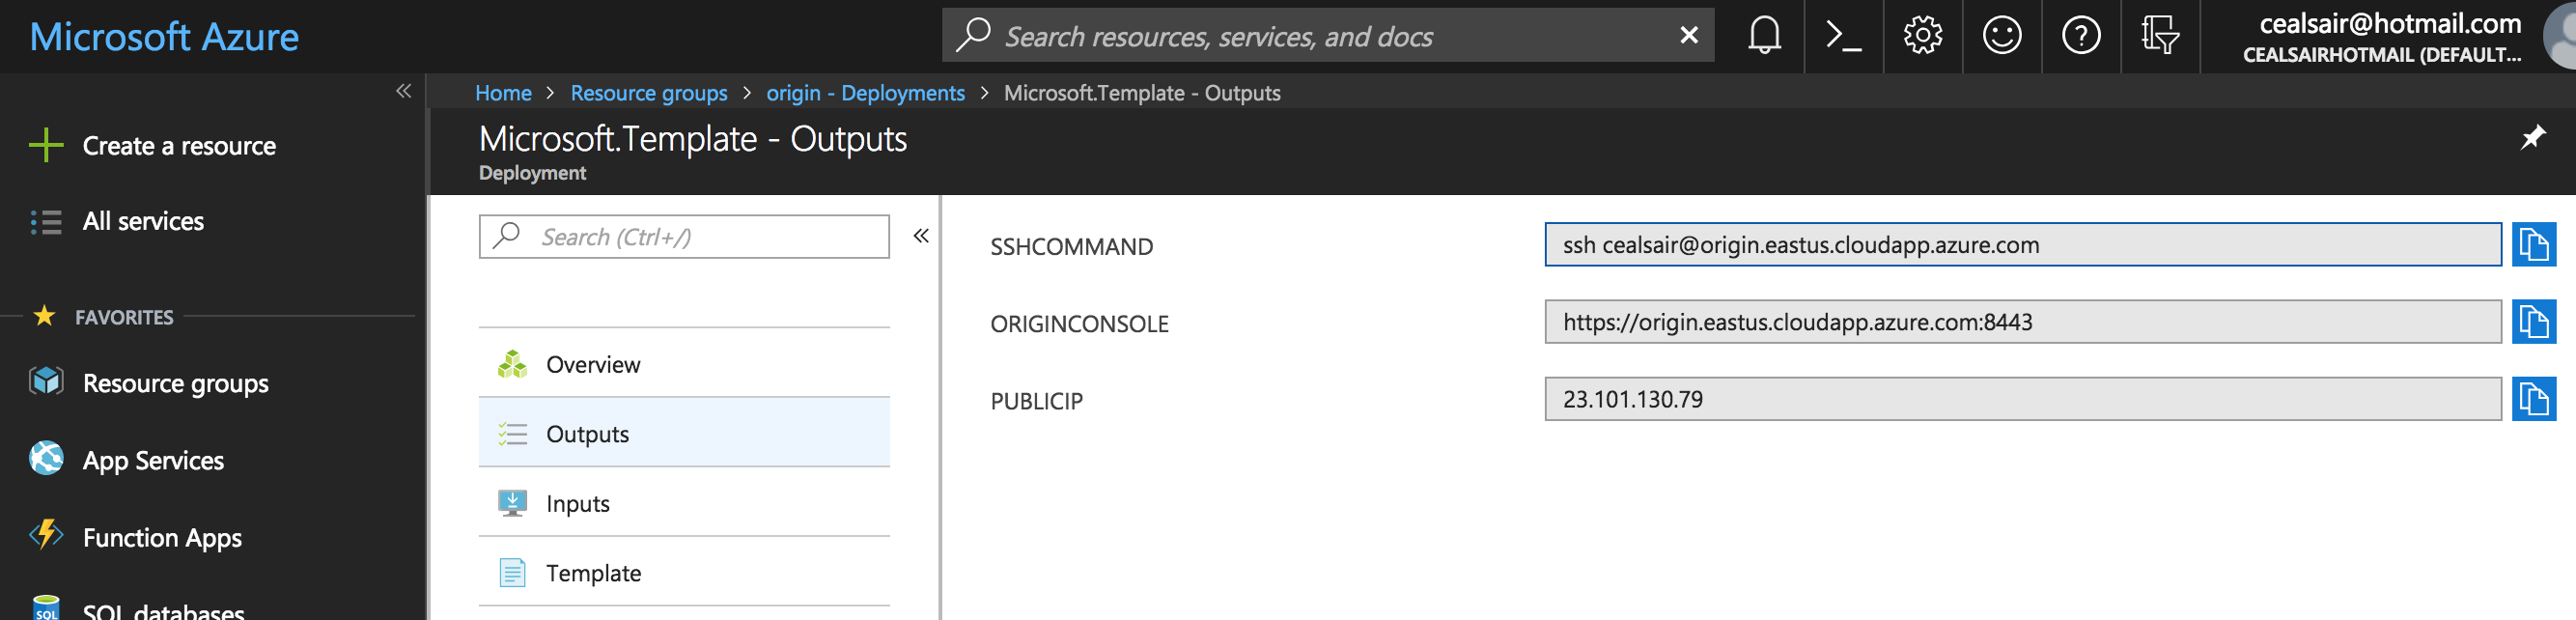 Microsoft Azure
Search resources, services, and docs
cealsair@hotmail.com
CEALSAIRHOTMAIL (DEFAULT...
Home > Resource groups > origin - Deployments > Microsoft.Template - Outputs
Microsoft.Template - Outputs
Deployment
Create a resource
All services
FAVORITES
Resource groups
App Services
Function Apps
SQL databases
Search (Ctrl+/)
Overview
Outputs
Inputs
Template
SSHCOMMAND
ssh cealsair@origin.eastus.cloudapp.azure.com
ORIGINCONSOLE
https://origin.eastus.cloudapp.azure.com:8443
PUBLICIP
23.101.130.79